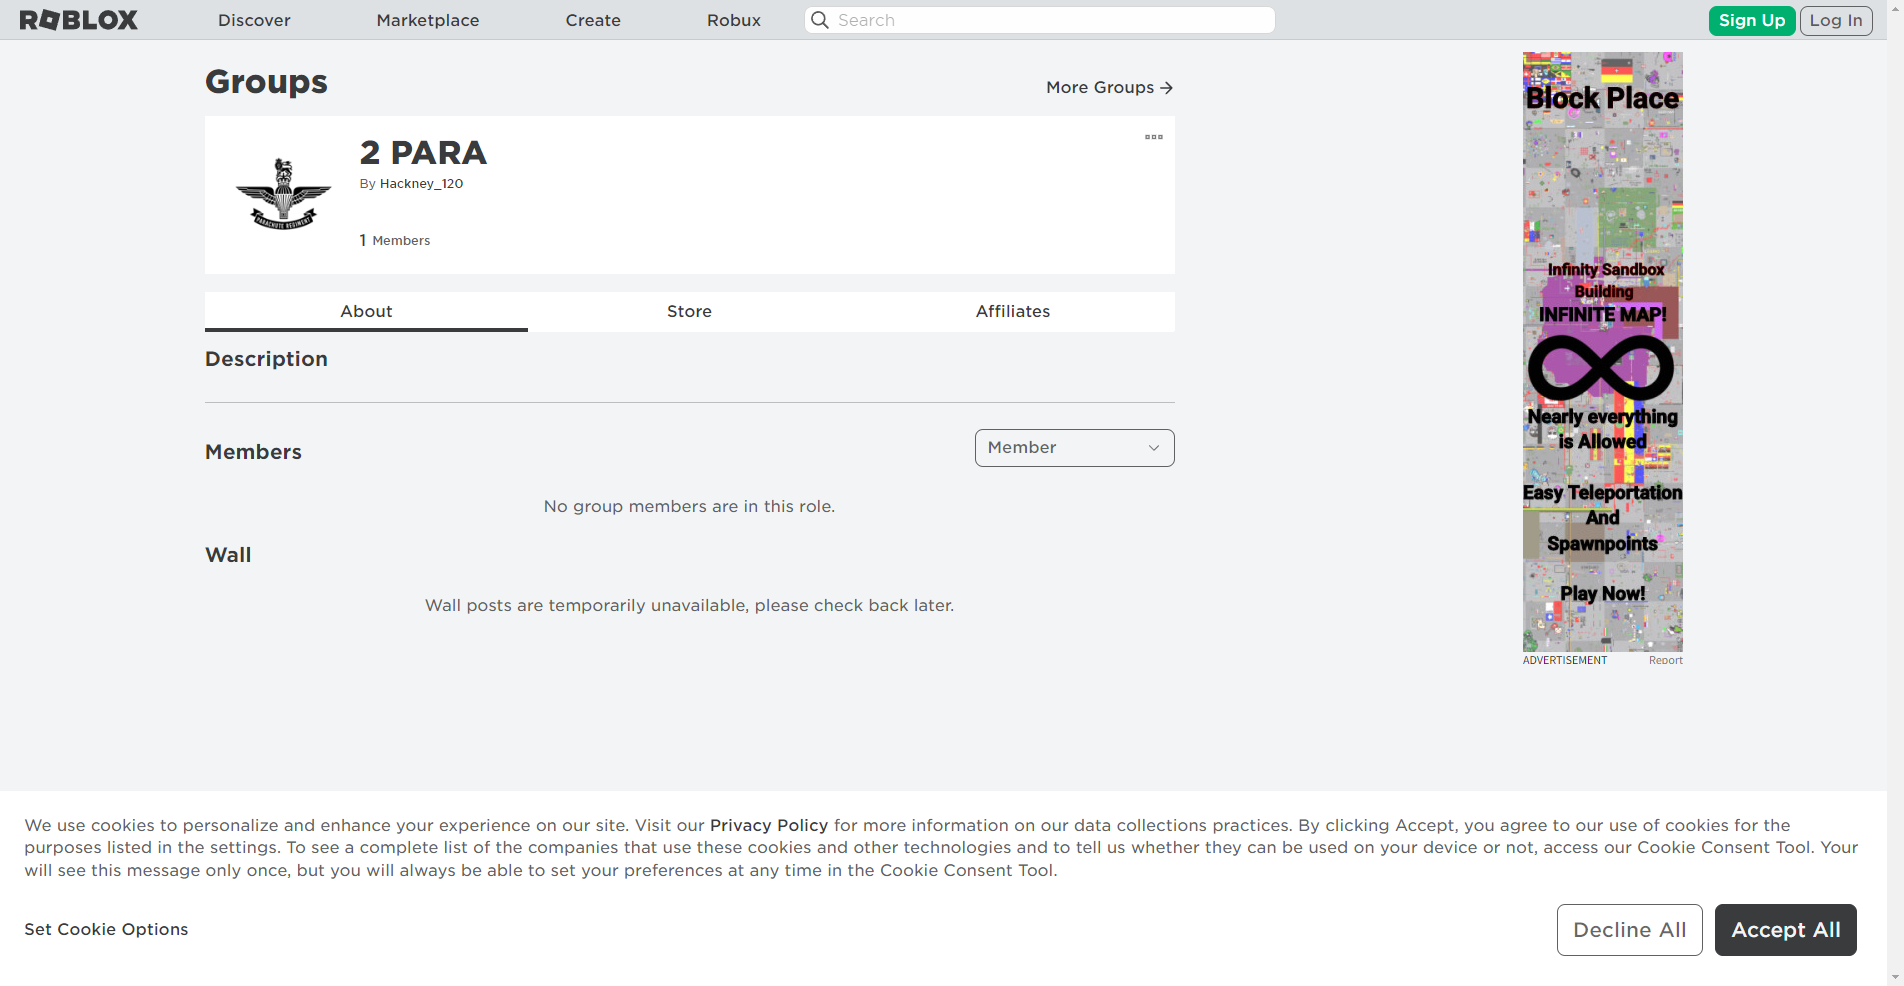 ROBLOX
Discover
Marketplace
Create
Robux
Search
Sign Up
Log In
Groups
More Groups →
2 PARA
By Hackney_120
1 Members
PARACHUTE REGIMENT
About
Store
Affiliates
Description
Members
Member
No group members are in this role.
Wall
Wall posts are temporarily unavailable, please check back later.
Block Place
Infinity Sandbox
Building
INFINITE MAP!
Nearly everything
is Allowed
Easy Teleportation
And
Spawnpoints
Play Now!
ADVERTISEMENT
Report
We use cookies to personalize and enhance your experience on our site. Visit our Privacy Policy for more information on our data collections practices. By clicking Accept, you agree to our use of cookies for the
purposes listed in the settings. To see a complete list of the companies that use these cookies and other technologies and to tell us whether they can be used on your device or not, access our Cookie Consent Tool. Your
will see this message only once, but you will always be able to set your preferences at any time in the Cookie Consent Tool.
Set Cookie Options
Decline All
Accept All